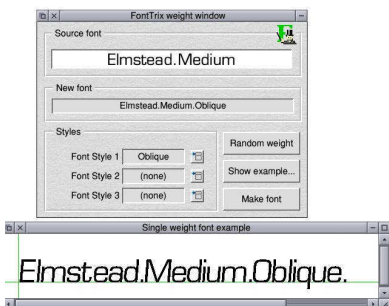 FontTrix weight window
Source font
Elmstead.Medium
New font
Elmstead.Medium.Oblique
Styles
Font Style 1 Oblique
Font Style 2 (none)
Font Style 3 (none)
Random weight
Show example...
Make font
Single weight font example
Elmstead.Medium.Oblique.